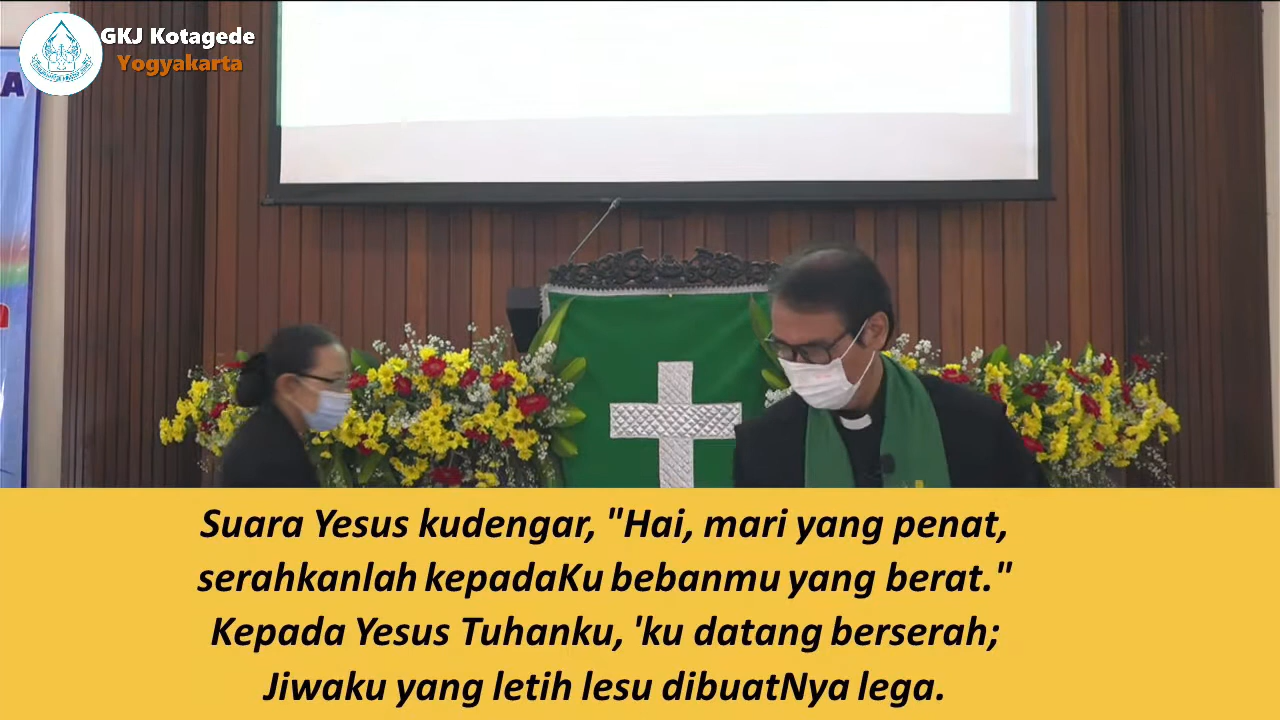 GKJ Kotagede
Yogyakarta
A
Suara Yesus kudengar, "Hai, mari yang penat,
serahkanlah kepadaKu bebanmu yang berat."
Kepada Yesus Tuhanku, 'ku datang berserah;
Jiwaku yang letih lesu dibuatNya lega.